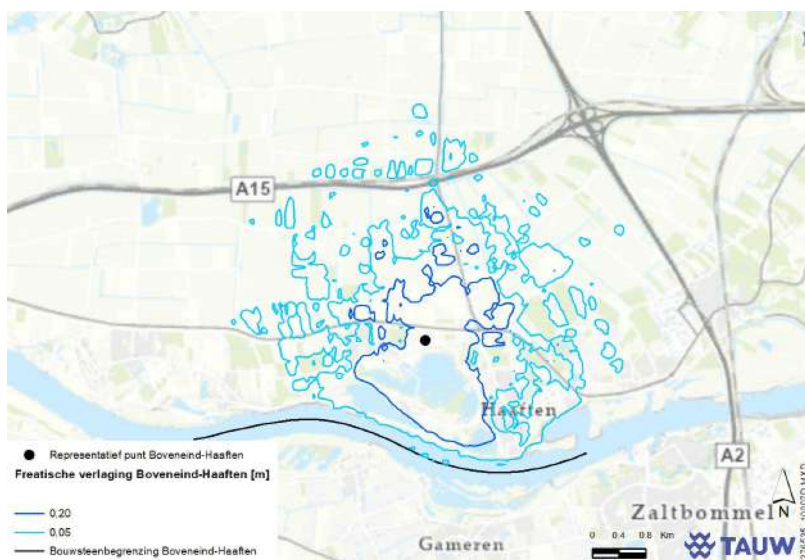 A15
Haaften
A2
Representatief punt Boveneind-Haaften
Freatische verlaging Boveneind-Haaften [m]
0,20
0,05
Bouwsteenbegrenzing Boveneind-Haaften
Zaltbommel
N
Gameren
0 0.4 0.8 Km
TAUW